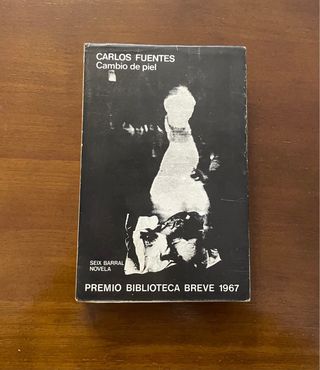 CARLOS FUENTES
Cambio de piel
SEIX BARRAL
NOVELA
PREMIO BIBLIOTECA BREVE 1967